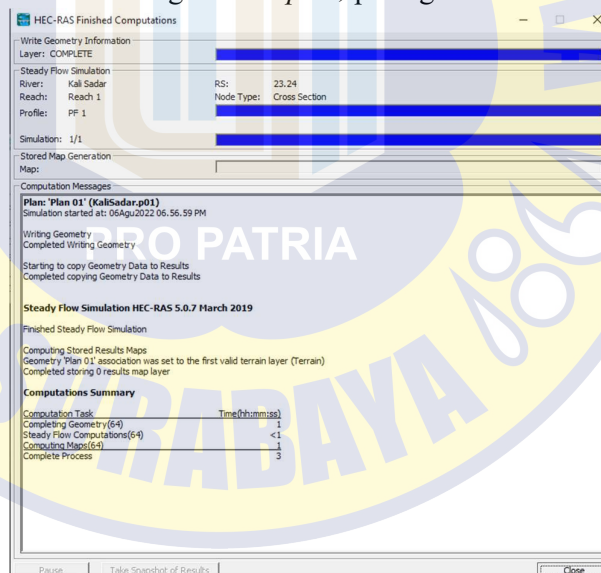 HEC-RAS Finished Computations
Write Geometry Information
Layer: COMPLETE
Steady Flow Simulation
River: Kali Sadar RS: 23.24
Reach: Reach 1 Node Type: Cross Section
Profile: PF 1
Simulation: 1/1
Stored Map Generation
Map:
Computation Messages
Plan: 'Plan 01' (KaliSadar.p01)
Simulation started at: 06Agu2022 06.56.59 PM
Writing Geometry
Completed Writing Geometry
PRO PATRIA
Starting to copy Geometry Data to Results
Completed copying Geometry Data to Results
Steady Flow Simulation HEC-RAS 5.0.7 March 2019
Finished Steady Flow Simulation
Computing Stored Results Maps
Geometry 'Plan 01' association was set to the first valid terrain layer (Terrain)
Completed storing 0 results map layer
Computations Summary
Computation Task Time(hh:mm:ss)
Completing Geometry(64) 1
Steady Flow Computations(64) <1
Computing Maps(64) 1
Complete Process 3
SURABAYA
Pause Take Snapshot of Results Close